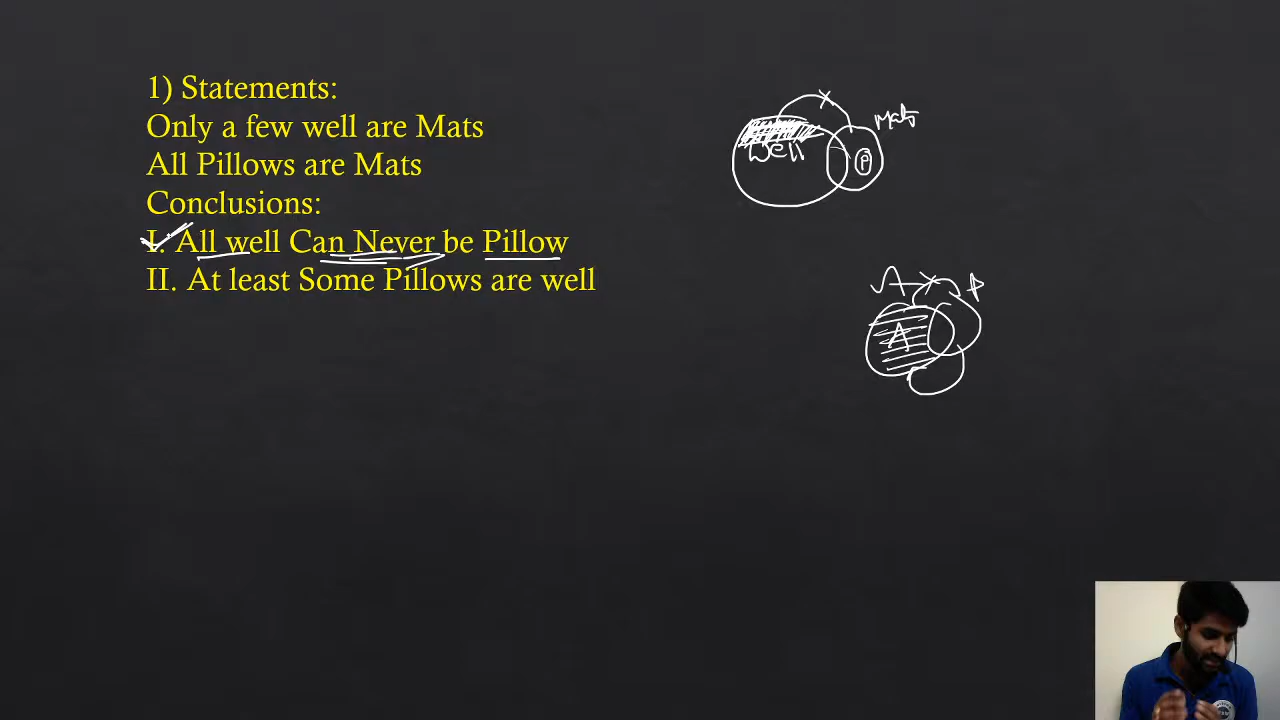 1) Statements:
Only a few well are Mats
All Pillows are Mats
Conclusions:
I. All well Can Never be Pillow
II. At least Some Pillows are well
Mats
Well
P
A